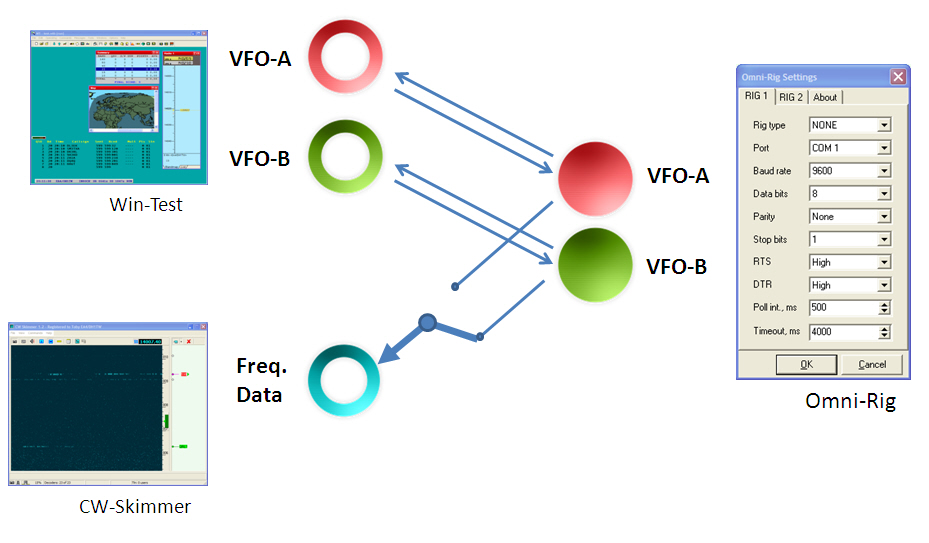 VFO-A
VFO-B
Win-Test
Freq.
Data
CW-Skimmer
VFO-A
VFO-B
Omni-Rig Settings
RIG 1 RIG 2 About
Rig type NONE
Port COM 1
Baud rate 9600
Data bits 8
Parity None
Stop bits 1
RTS High
DTR High
Poll int., ms 500
Timeout, ms 4000
OK Cancel
Omni-Rig